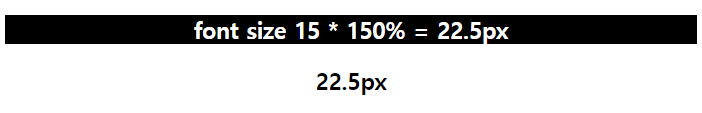 font size 15 * 150% = 22.5px
22.5px